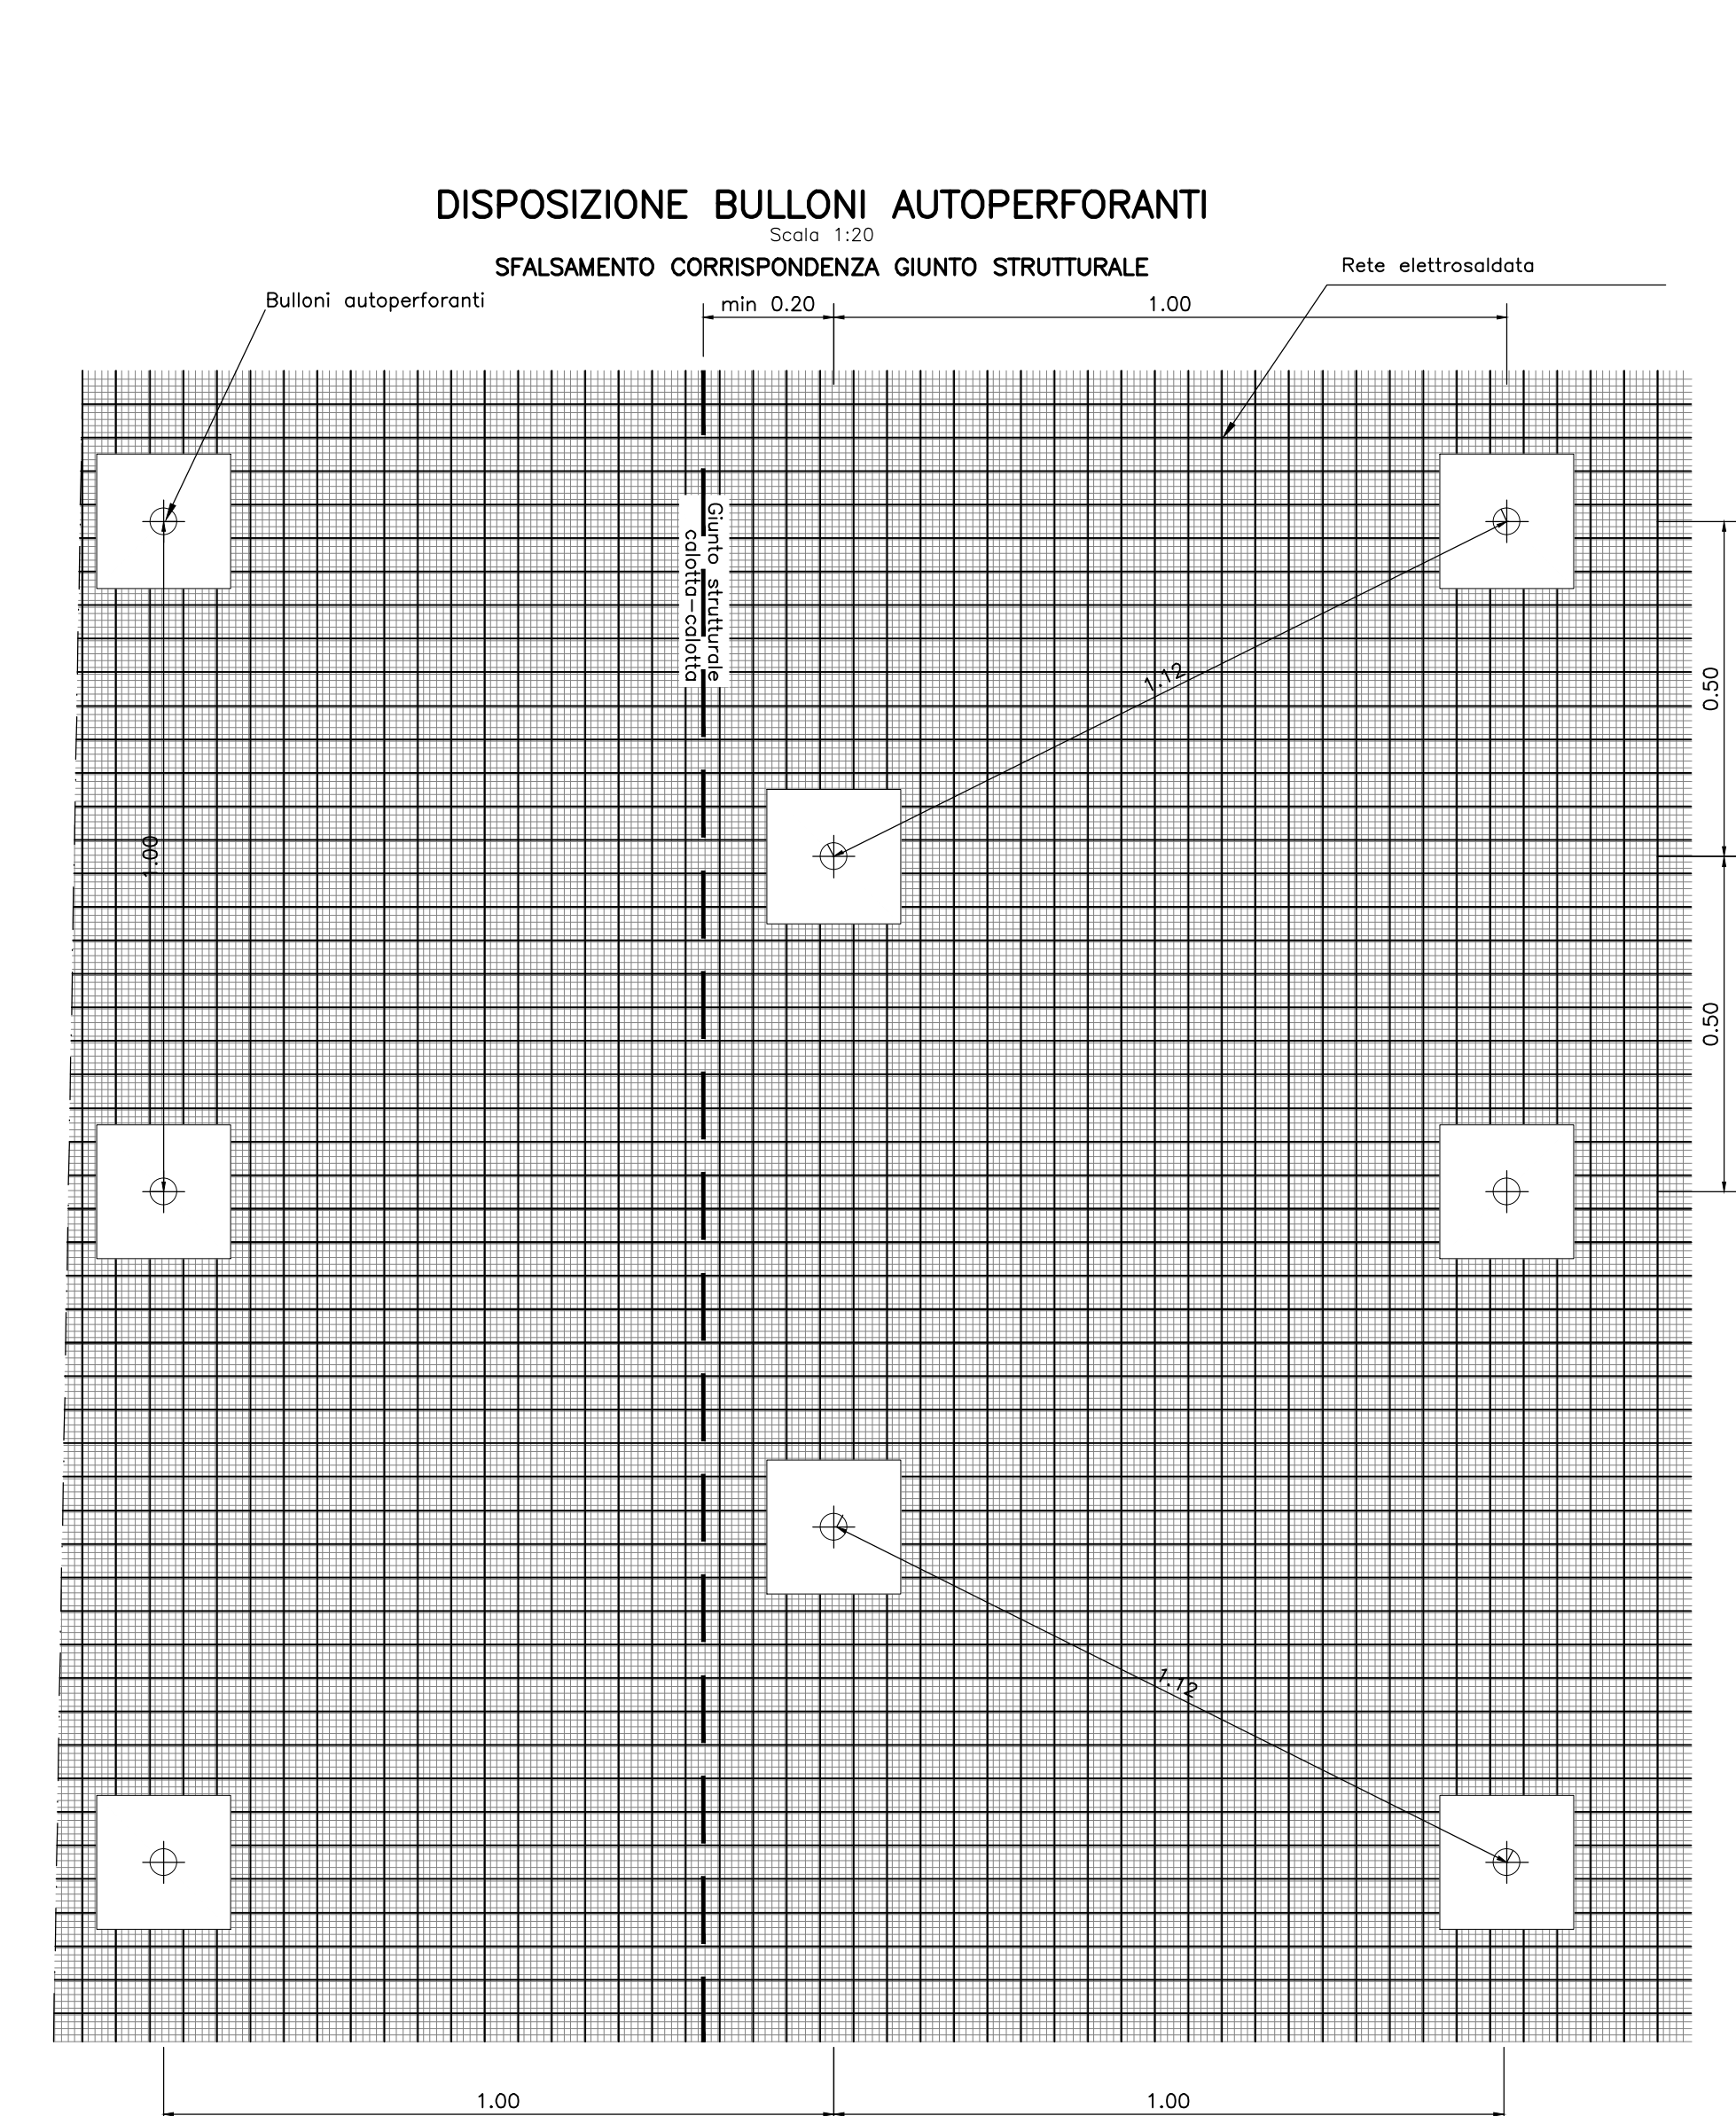 DISPOSIZIONE BULLONI AUTOPERFORANTI
Scala 1:20
SFALSAMENTO CORRISPONDENZA GIUNTO STRUTTURALE
Rete elettrosaldata
Bulloni autoperforanti
min 0.20
1.00
Giunto strutturale
calotta-calotta
1.12
0.50
1.00
0.50
1.12
1.00
1.00